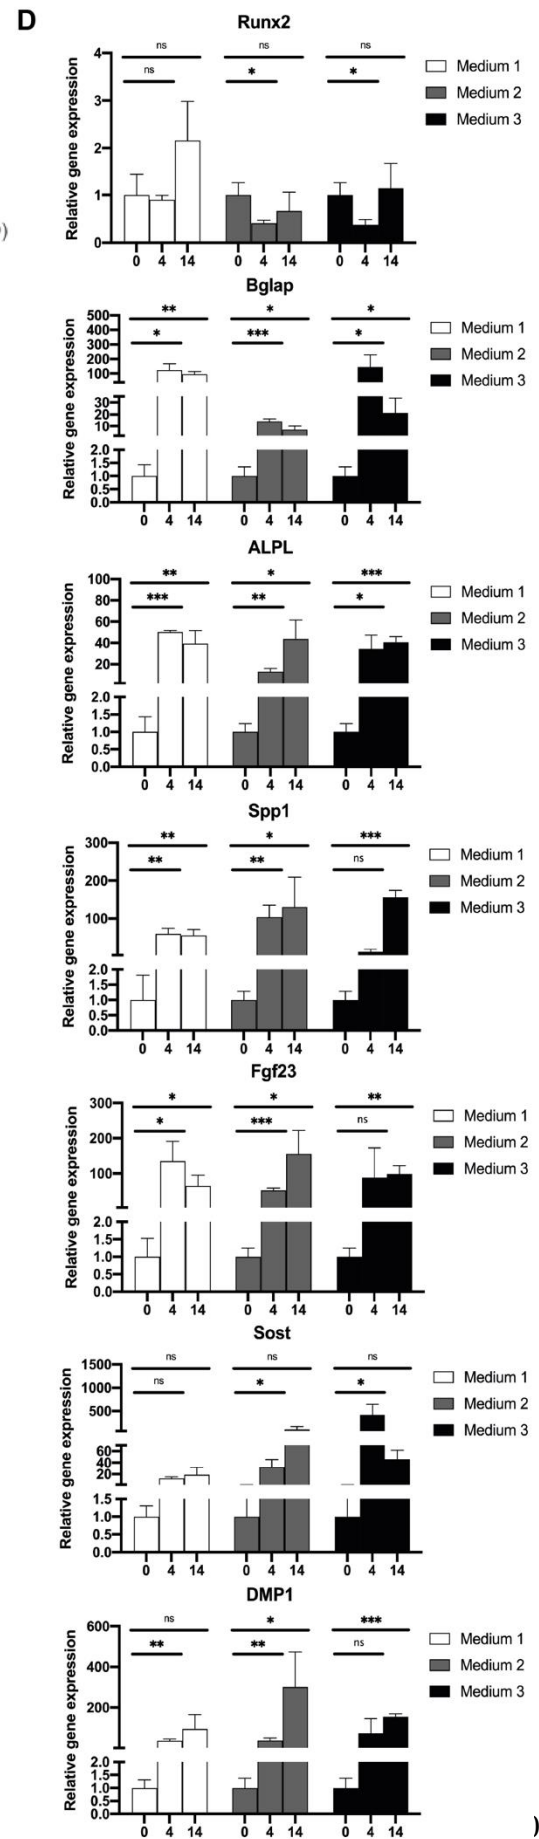 D
Runx2
Relative gene expression
4
3
2
1
0
ns
ns
ns
*
ns
*
0 4 14 0 4 14 0 4 14
Medium 1
Medium 2
Medium 3
)
Bglap
Relative gene expression
500
400
300
200
100
30
20
10
2.0
1.5
1.0
0.5
0.0
**
*
*
***
*
*
0 4 14 0 4 14 0 4 14
Medium 1
Medium 2
Medium 3
ALPL
Relative gene expression
100
80
60
40
20
2.0
1.5
1.0
0.5
0.0
**
***
*
**
***
*
0 4 14 0 4 14 0 4 14
Medium 1
Medium 2
Medium 3
Spp1
Relative gene expression
300
200
100
2.0
1.5
1.0
0.5
0.0
**
**
*
**
***
ns
0 4 14 0 4 14 0 4 14
Medium 1
Medium 2
Medium 3
Fgf23
Relative gene expression
300
200
100
2.0
1.5
1.0
0.5
0.0
*
*
*
***
**
ns
0 4 14 0 4 14 0 4 14
Medium 1
Medium 2
Medium 3
Sost
Relative gene expression
1500
1000
500
60
40
20
1.5
1.0
0.5
0.0
ns
ns
ns
*
ns
*
0 4 14 0 4 14 0 4 14
Medium 1
Medium 2
Medium 3
DMP1
Relative gene expression
600
400
200
2.0
1.5
1.0
0.5
0.0
ns
**
*
**
***
ns
0 4 14 0 4 14 0 4 14
Medium 1
Medium 2
Medium 3
)